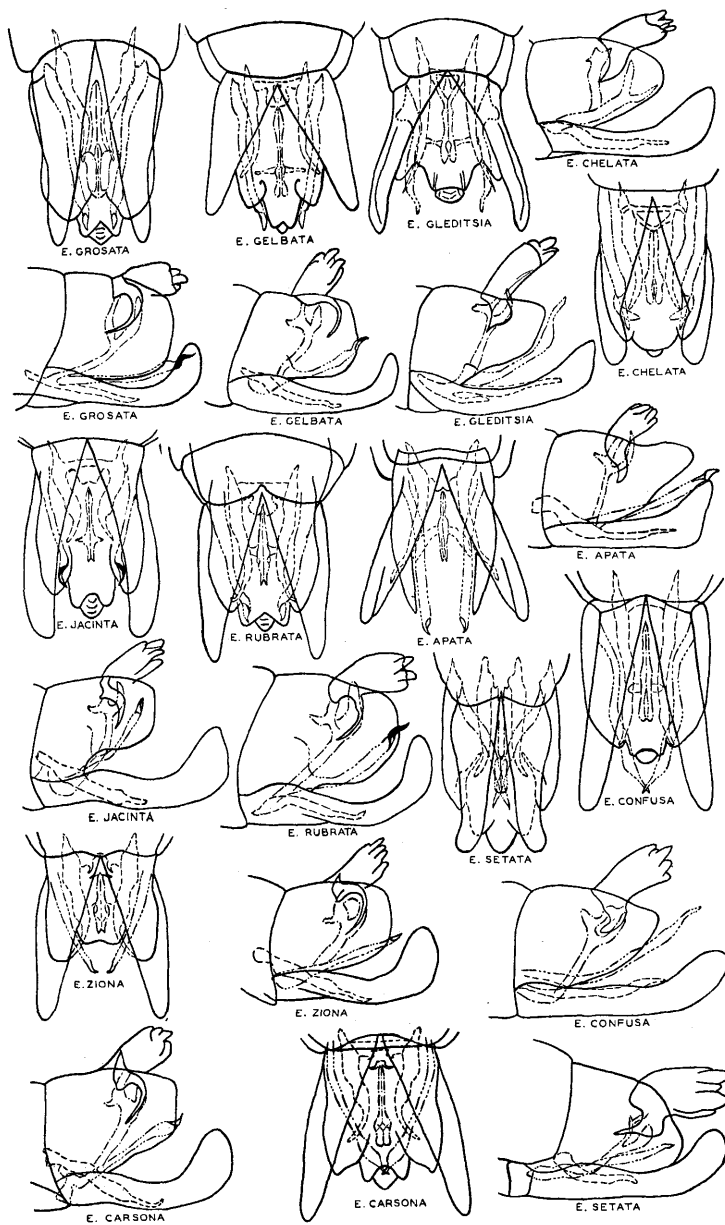 E. CHELATA
E. GROSATA
E. GELBATA
E. GLEDITSIA
E. CHELATA
E. GROSATA
E. GELBATA
E. GLEDITSIA
E. APATA
E. JACINTA
E. RUBRATA
E. APATA
E. CONFUSA
E. JACINTA
E. RUBRATA
E. SETATA
E. ZIONA
E. ZIONA
E. CONFUSA
E. CARSONA
E. CARSONA
E. SETATA